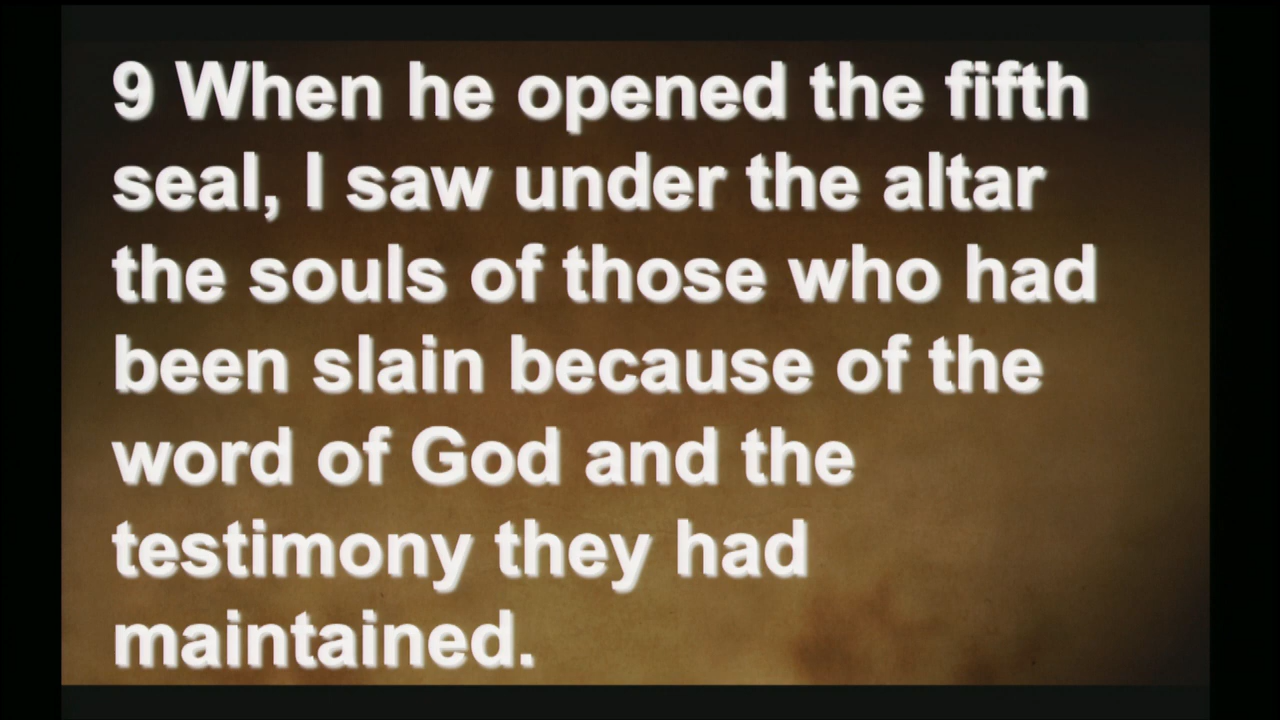 9 When he opened the fifth
seal, I saw under the altar
the souls of those who had
been slain because of the
word of God and the
testimony they had
maintained.